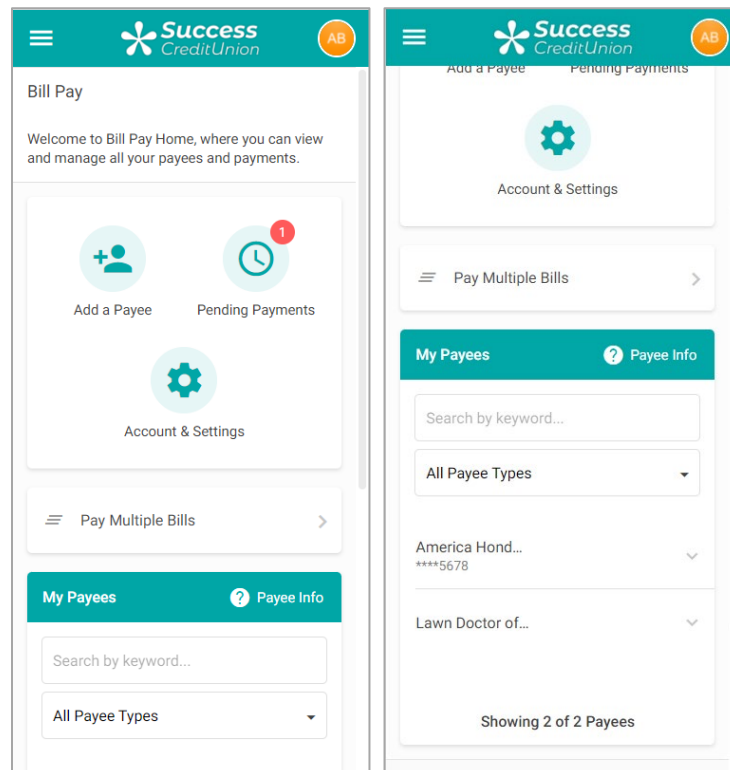 Success
CreditUnion
AB
Bill Pay
Welcome to Bill Pay Home, where you can view
and manage all your payees and payments.
1
Add a Payee
Pending Payments
Account & Settings
Pay Multiple Bills
My Payees
? Payee Info
Search by keyword...
All Payee Types
Success
CreditUnion
AB
Add a Payee
Pending Payments
Account & Settings
Pay Multiple Bills
My Payees
? Payee Info
Search by keyword...
All Payee Types
America Hond...
****5678
Lawn Doctor of...
Showing 2 of 2 Payees